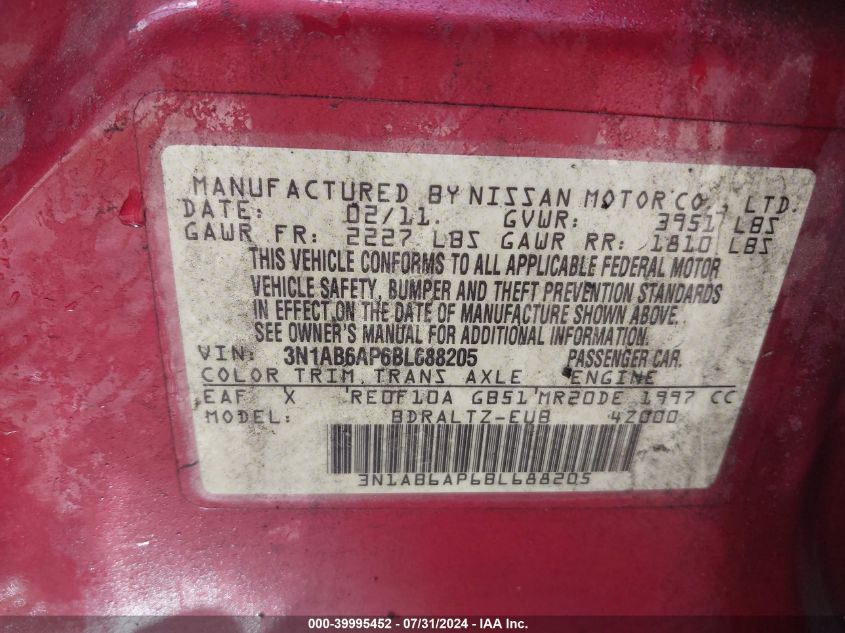 MANUFACTURED BY NISSAN MOTOR CO., LTD.
DATE: 02/11. GVWR: 3951 LBS
GAWR FR: 2227 LBS GAWR RR: 1810 LBS
THIS VEHICLE CONFORMS TO ALL APPLICABLE FEDERAL MOTOR
VEHICLE SAFETY, BUMPER AND THEFT PREVENTION STANDARDS
IN EFFECT ON THE DATE OF MANUFACTURE SHOWN ABOVE.
SEE OWNER'S MANUAL FOR ADDITIONAL INFORMATION.
VIN: 3N1AB6AP6BL688205 PASSENGER CAR.
COLOR TRIM TRANS AXLE ENGINE
EAF X RE0F10A GB51 MR20DE 1997 CC
MODEL: BDRALTZ-EUB 4Z000
3N1AB6AP6BL688205
000-39995452 - 07/31/2024 - IAA Inc.